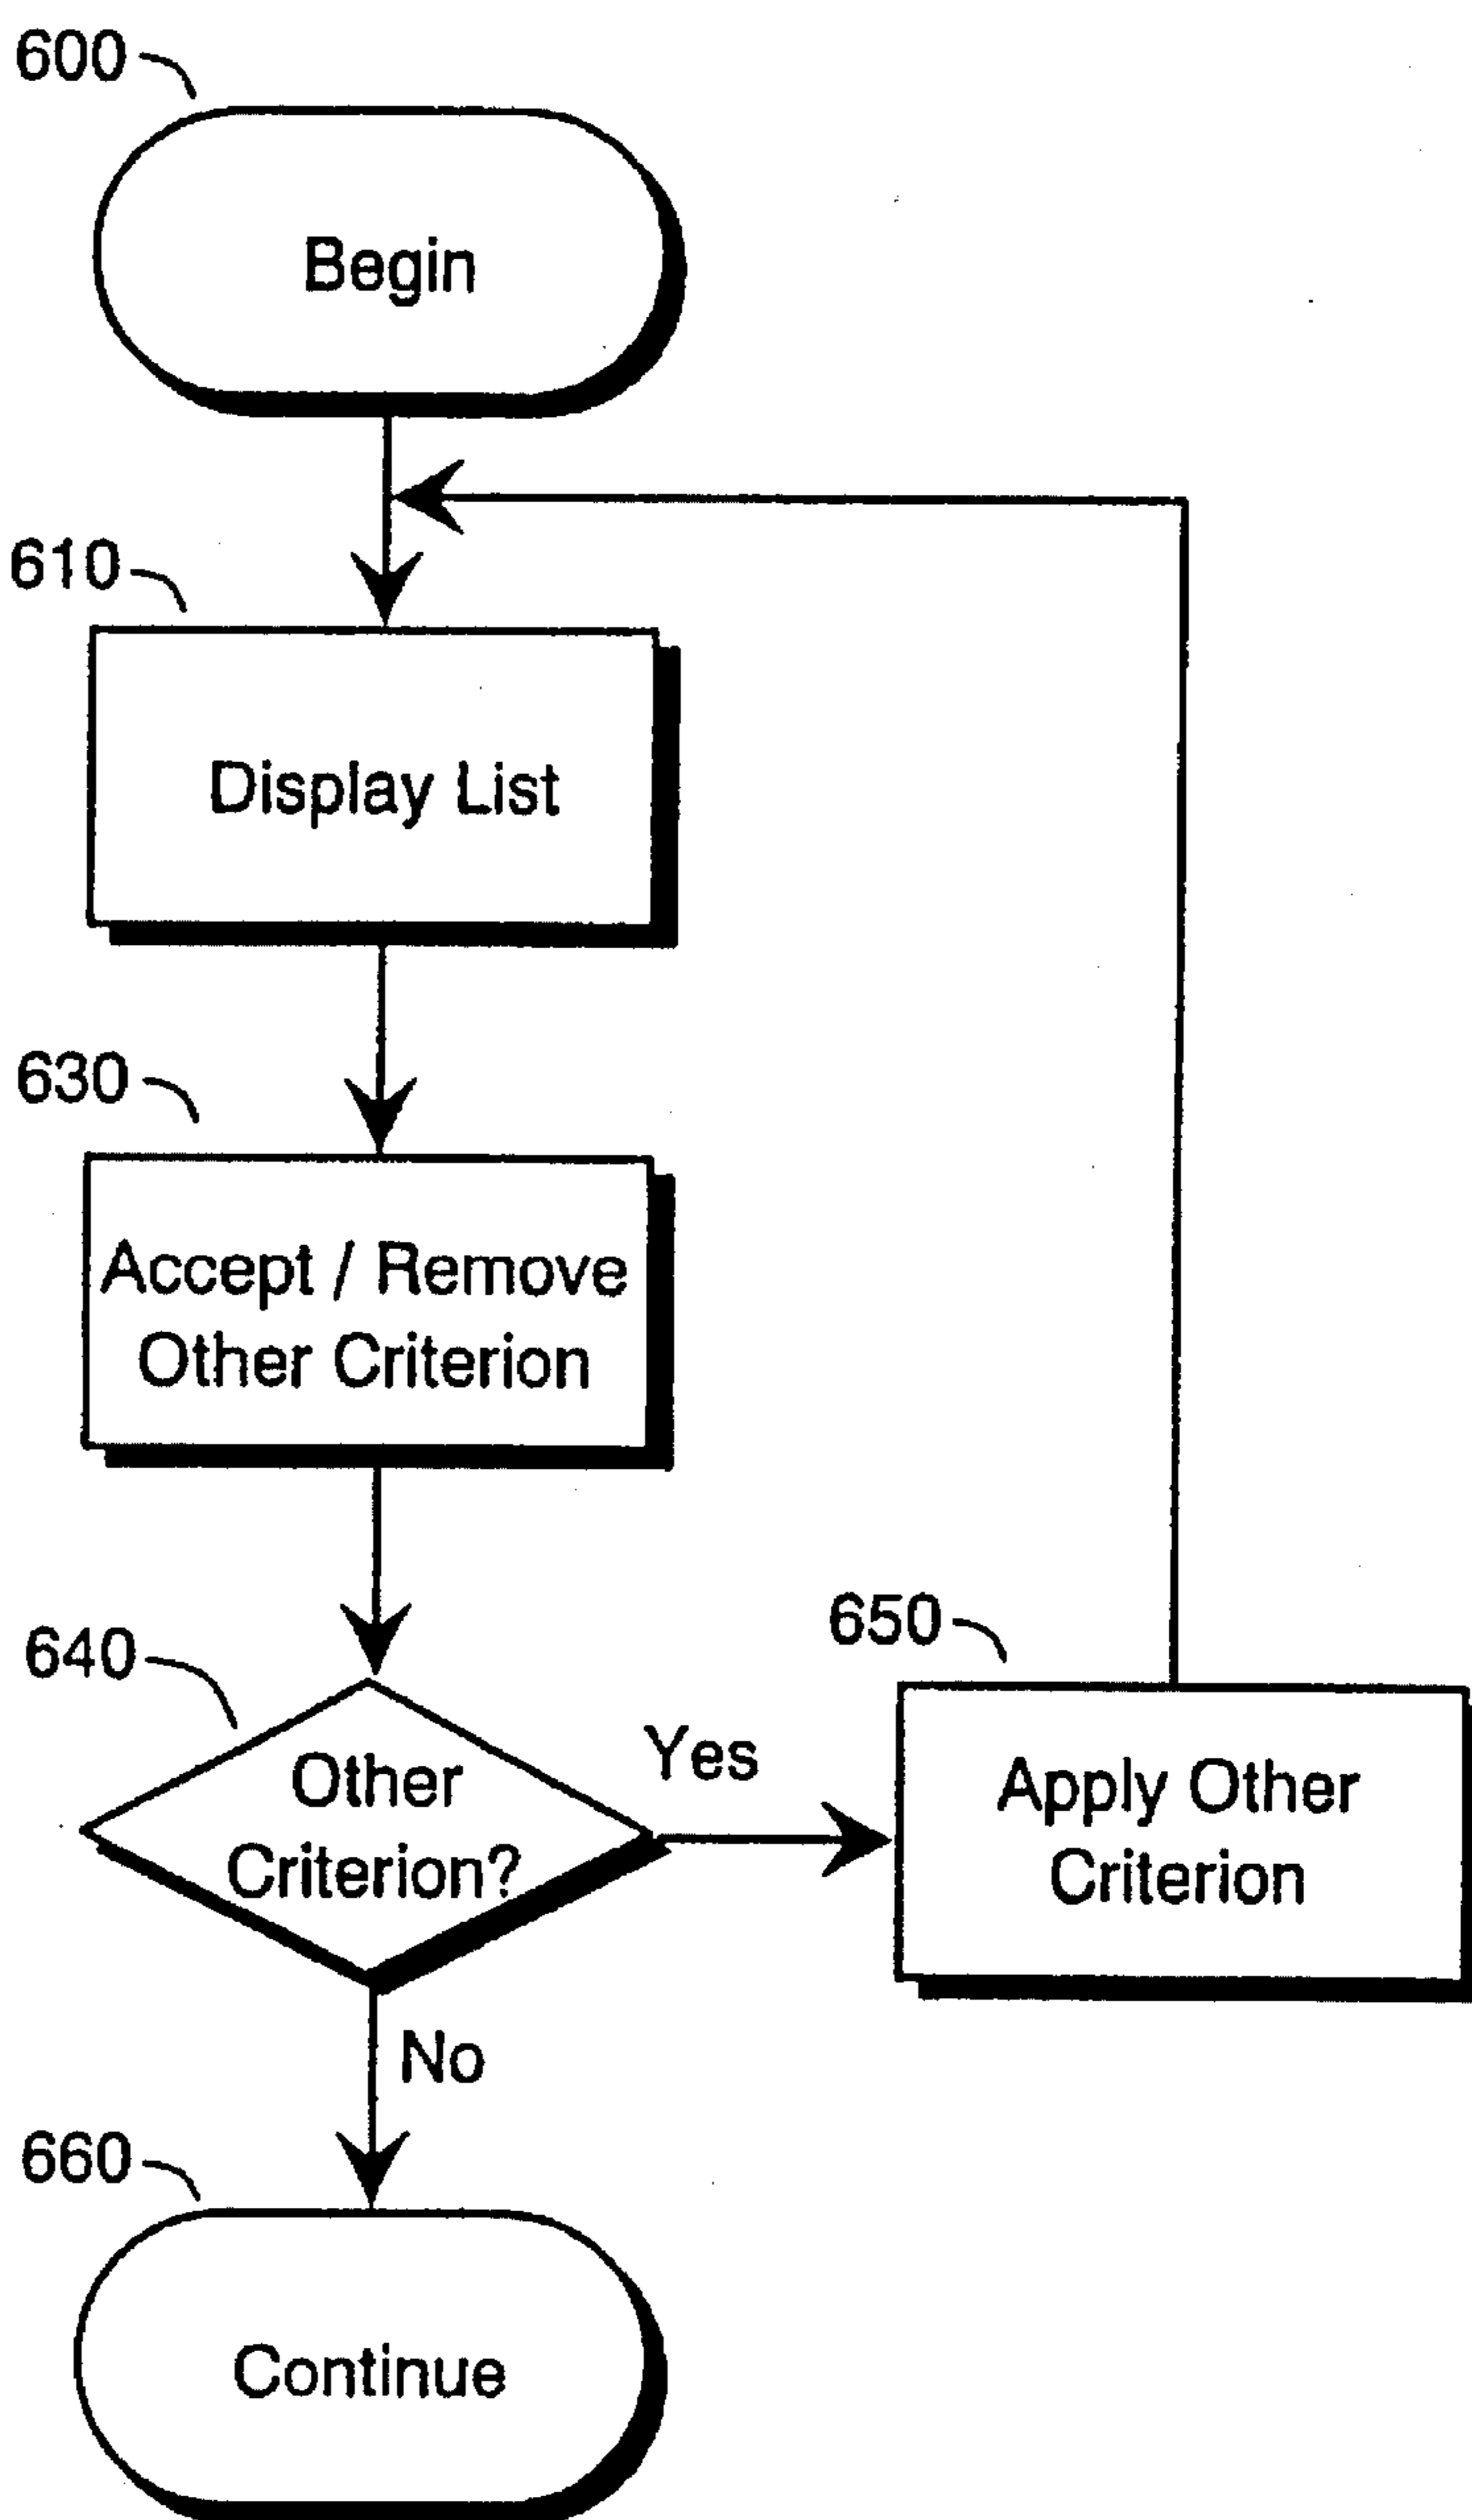 600
Begin
610
Display List
630
Accept / Remove
Other Criterion
640
Other
Criterion?
Yes
650
Apply Other
Criterion
No
660
Continue